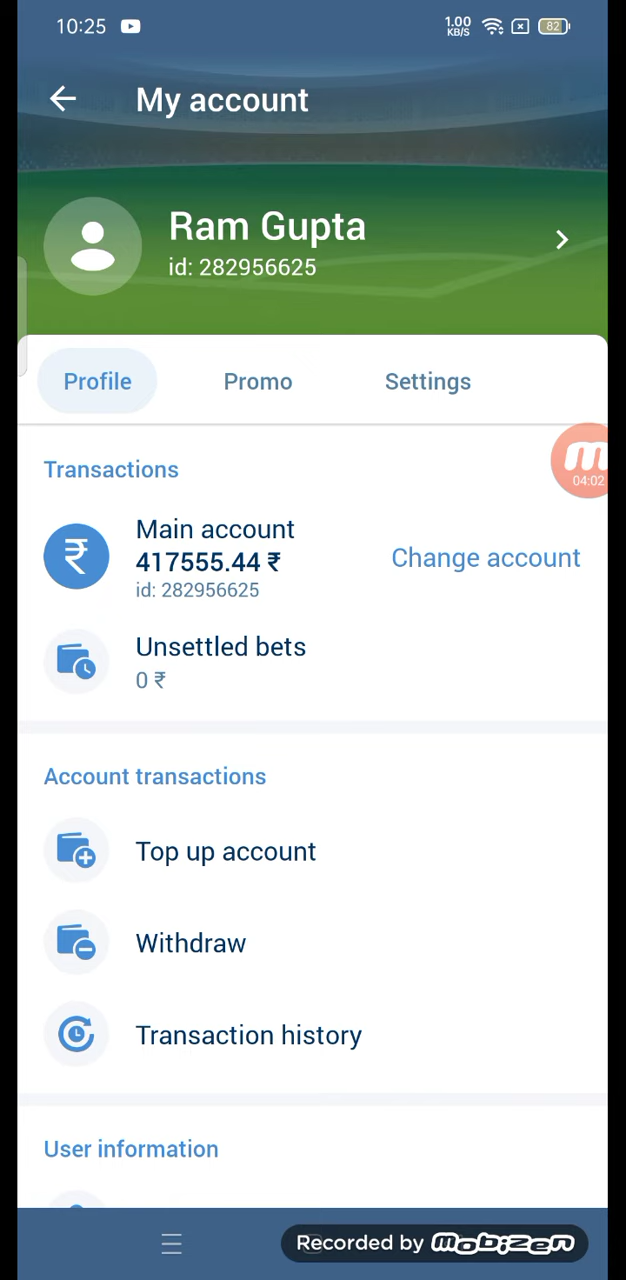 10:25
1.00
KB/S
82
My account
Ram Gupta
id: 282956625
Profile Promo Settings
Transactions
04:02
Main account
417555.44 ₹
id: 282956625
Change account
Unsettled bets
0 ₹
Account transactions
Top up account
Withdraw
Transaction history
User information
Recorded by mobizen